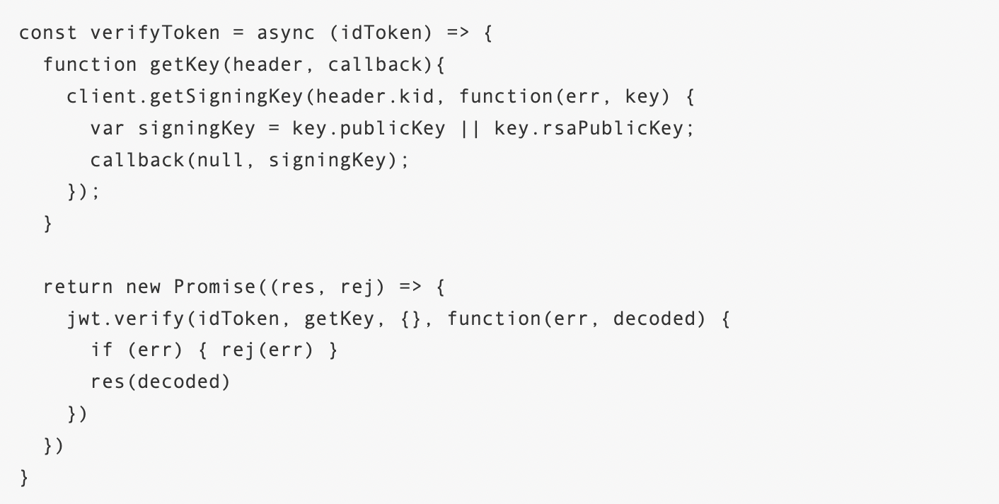 const verifyToken = async (idToken) => {
  function getKey(header, callback){
    client.getSigningKey(header.kid, function(err, key) {
      var signingKey = key.publicKey || key.rsaPublicKey;
      callback(null, signingKey);
    });
  }

  return new Promise((res, rej) => {
    jwt.verify(idToken, getKey, {}, function(err, decoded) {
      if (err) { rej(err) }
      res(decoded)
    })
  })
}